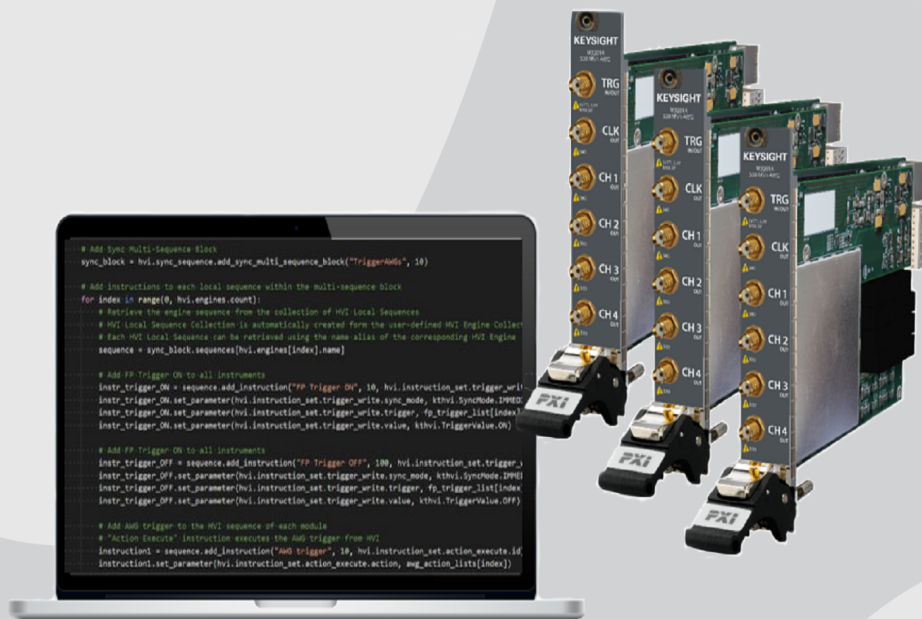 # Add Sync Multi-Sequence Block
sync_block = hvi.sync_sequence.add_sync_multi_sequence_block("TriggerAWGs", 10)
# Add instructions to each local sequence within the multi-sequence block
for index in range(0, hvi.engines.count):
# Retrieve the engine sequence from the collection of HVI Local Sequences
# HVI Local Sequence Collection is automatically created form the user-defined HVI Engine Collect
# Each HVI Local Sequence can be retrieved using the name alias of the corresponding HVI Engine
sequence = sync_block.sequences[hvi.engines[index].name]
# Add FP Trigger ON to all instruments
instr_trigger_ON = sequence.add_instruction("FP Trigger ON", 10, hvi.instruction_set.trigger_writ
instr_trigger_ON.set_parameter(hvi.instruction_set.trigger_write.sync_mode, kthvi.SyncMode.IMMED
instr_trigger_ON.set_parameter(hvi.instruction_set.trigger_write.trigger, fp_trigger_list[index]
instr_trigger_ON.set_parameter(hvi.instruction_set.trigger_write.value, kthvi.TriggerValue.ON)
# Add FP Trigger ON to all instruments
instr_trigger_OFF = sequence.add_instruction("FP Trigger OFF", 100, hvi.instruction_set.trigger_
instr_trigger_OFF.set_parameter(hvi.instruction_set.trigger_write.sync_mode, kthvi.SyncMode.IMME
instr_trigger_OFF.set_parameter(hvi.instruction_set.trigger_write.trigger, fp_trigger_list[index
instr_trigger_OFF.set_parameter(hvi.instruction_set.trigger_write.value, kthvi.TriggerValue.OFF)
# Add AWG trigger to the HVI sequence of each module
# "Action Execute" instruction executes the AWG trigger from HVI
instruction1 = sequence.add_instruction("AWG trigger", 10, hvi.instruction_set.action_execute.id
instruction1.set_parameter(hvi.instruction_set.action_execute.action, awg_action_lists[index])
KEYSIGHT
TRG
CLK
CH 1
CH 2
CH 3
CH 4
PXI
KEYSIGHT
TRG
CLK
CH 1
CH 2
CH 3
CH 4
PXI
KEYSIGHT
TRG
CLK
CH 1
CH 2
CH 3
CH 4
PXI